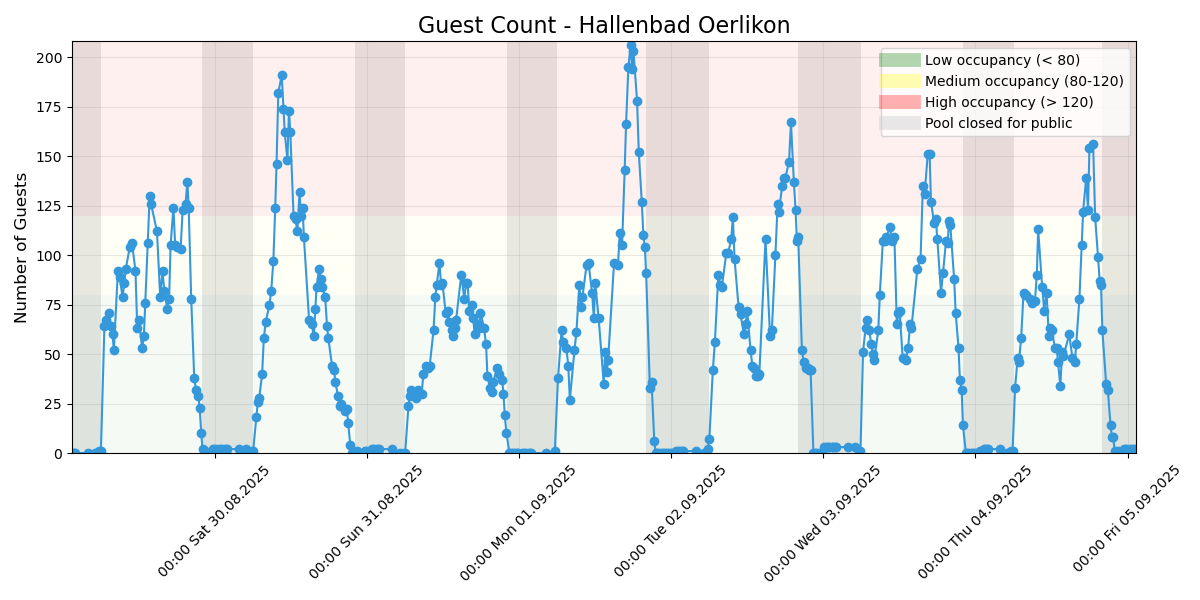 Guest Count - Hallenbad Oerlikon
Number of Guests
200
175
150
125
100
75
50
25
0
Low occupancy (< 80)
Medium occupancy (80-120)
High occupancy (> 120)
Pool closed for public
00:00 Sat 30.08.2025
00:00 Sun 31.08.2025
00:00 Mon 01.09.2025
00:00 Tue 02.09.2025
00:00 Wed 03.09.2025
00:00 Thu 04.09.2025
00:00 Fri 05.09.2025